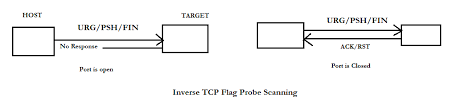 HOST
TARGET
URG/PSH/FIN
No Response
Port is open
URG/PSH/FIN
ACK/RST
Port is Closed
Inverse TCP Flag Probe Scanning